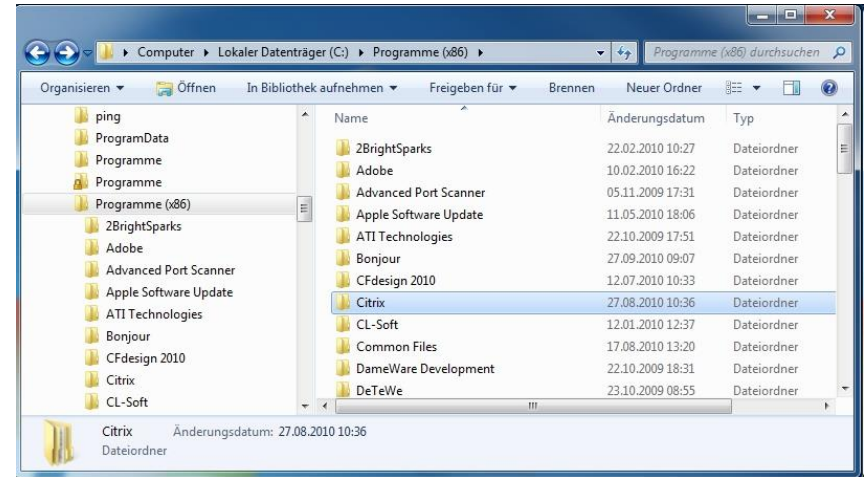 Computer ▸ Lokaler Datenträger (C:) ▸ Programme (x86) ▸
Programme (x86) durchsuchen
Organisieren Öffnen In Bibliothek aufnehmen Freigeben für Brennen Neuer Ordner
ping
ProgramData
Programme
Programme
Programme (x86)
2BrightSparks
Adobe
Advanced Port Scanner
Apple Software Update
ATI Technologies
Bonjour
CFdesign 2010
Citrix
CL-Soft
Name Änderungsdatum Typ
2BrightSparks 22.02.2010 10:27 Dateiordner
Adobe 10.02.2010 16:22 Dateiordner
Advanced Port Scanner 05.11.2009 17:31 Dateiordner
Apple Software Update 11.05.2010 18:06 Dateiordner
ATI Technologies 22.10.2009 17:51 Dateiordner
Bonjour 27.09.2010 09:07 Dateiordner
CFdesign 2010 12.07.2010 10:33 Dateiordner
Citrix 27.08.2010 10:36 Dateiordner
CL-Soft 12.01.2010 12:37 Dateiordner
Common Files 17.08.2010 13:20 Dateiordner
DameWare Development 22.10.2009 18:31 Dateiordner
DeTeWe 23.10.2009 08:55 Dateiordner
Citrix Änderungsdatum: 27.08.2010 10:36
Dateiordner